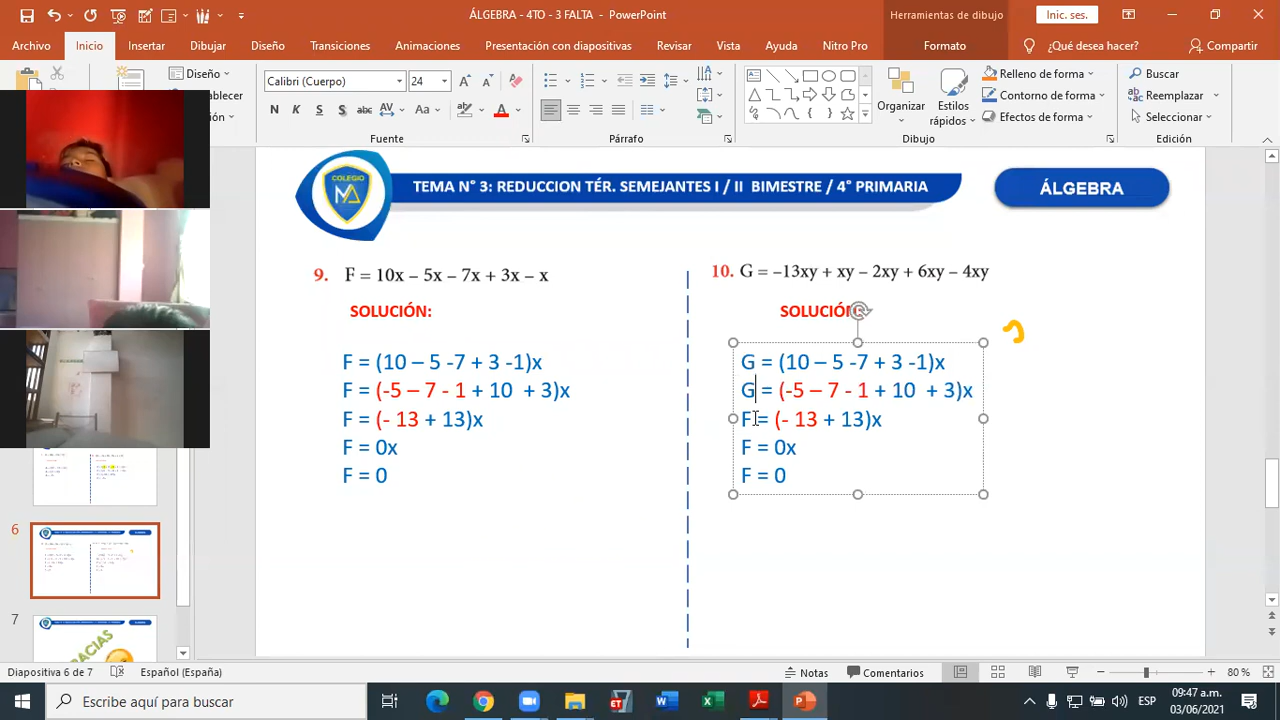 ÁLGEBRA - 4TO - 3 FALTA - PowerPoint
Herramientas de dibujo
Inic. ses.
Archivo Inicio Insertar Dibujar Diseño Transiciones Animaciones Presentación con diapositivas Revisar Vista Ayuda Nitro Pro Formato ¿Qué desea hacer? Compartir
Diseño
Calibri (Cuerpo) 24
N K S S abc AV Aa
Fuente
Párrafo
Organizar
Estilos rápidos
Relleno de forma
Contorno de forma
Efectos de forma
Dibujo
Buscar
Reemplazar
Seleccionar
Edición
COLEGIO
TEMA N° 3: REDUCCION TÉR. SEMEJANTES I / II BIMESTRE / 4° PRIMARIA
ÁLGEBRA
9. F = 10x – 5x – 7x + 3x – x
SOLUCIÓN:
F = (10 – 5 -7 + 3 -1)x
F = (-5 – 7 - 1 + 10 + 3)x
F = (- 13 + 13)x
F = 0x
F = 0
10. G = –13xy + xy – 2xy + 6xy – 4xy
SOLUCIÓN:
G = (10 – 5 -7 + 3 -1)x
G = (-5 – 7 - 1 + 10 + 3)x
F = (- 13 + 13)x
F = 0x
F = 0
6
7
Diapositiva 6 de 7 Español (España) Notas Comentarios 80 %
Escribe aquí para buscar
ESP
09:47 a.m.
03/06/2021